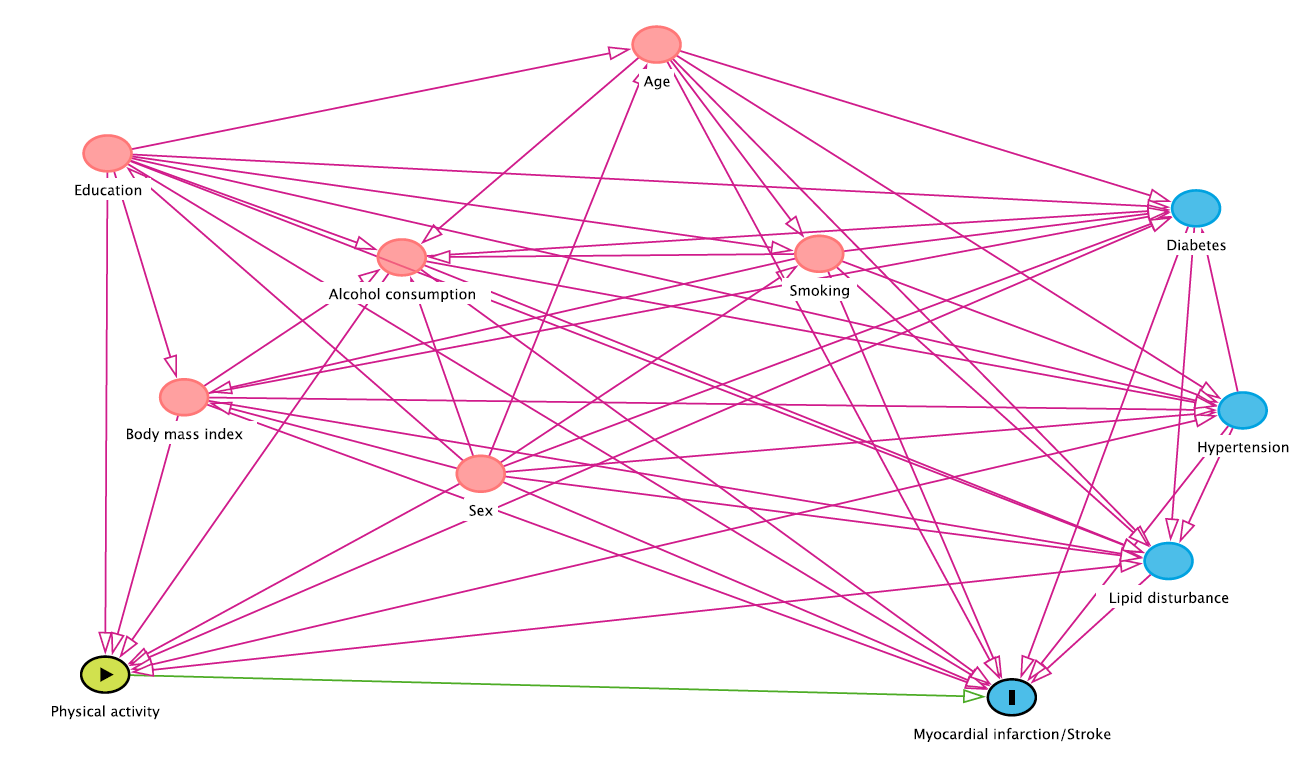 Age
Education
Diabetes
Alcohol consumption
Smoking
Body mass index
Hypertension
Sex
Lipid disturbance
Physical activity
Myocardial infarction/Stroke